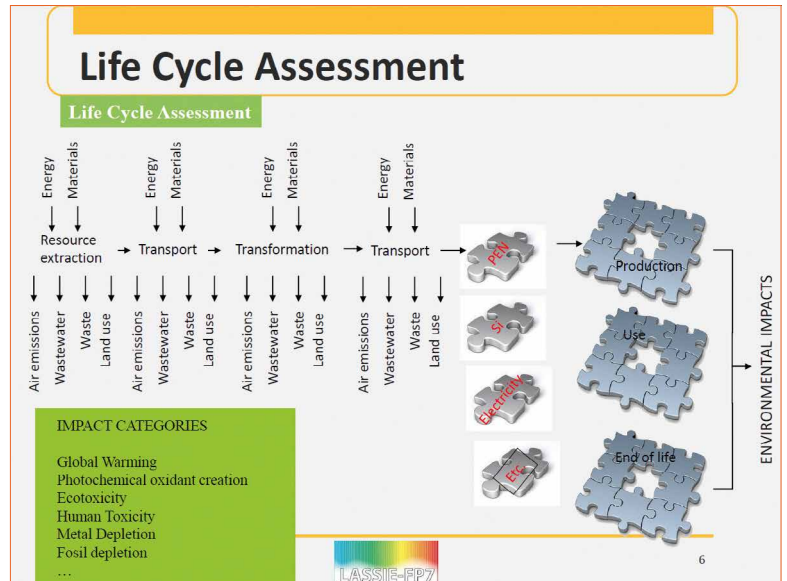 Life Cycle Assessment
Life Cycle Assessment
Energy
Materials
Energy
Materials
Energy
Materials
Energy
Materials
Resource
extraction
Transport
Transformation
Transport
Air emissions
Wastewater
Waste
Land use
Air emissions
Wastewater
Waste
Land use
Air emissions
Wastewater
Waste
Land use
Air emissions
Wastewater
Waste
Land use
PEN
Si
Electricity
Etc
Production
Use
End of life
ENVIRONMENTAL IMPACTS
IMPACT CATEGORIES
Global Warming
Photochemical oxidant creation
Ecotoxicity
Human Toxicity
Metal Depletion
Fosil depletion
...
LASSIE-FP7
6